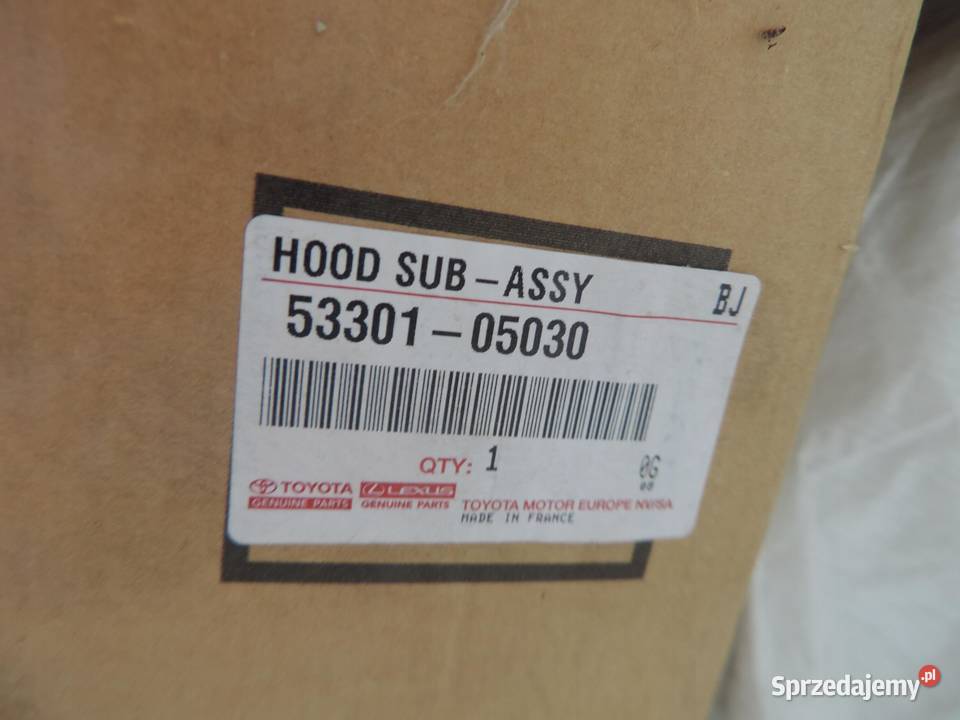 HOOD SUB-ASSY
BJ
53301-05030
QTY: 1
0G
TOYOTA
GENUINE PARTS
LEXUS
GENUINE PARTS
TOYOTA MOTOR EUROPE NV/SA
MADE IN FRANCE
Sprzedajemy.pl